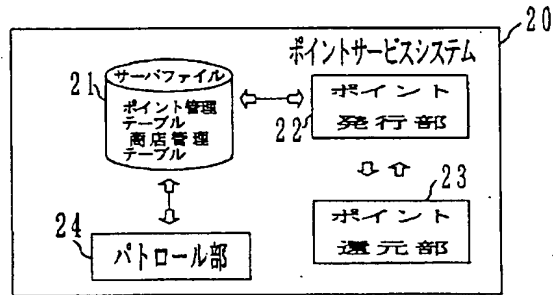 20
ポイントサービスシステム
21
サーバファイル
ポイント管理
テーブル
商店管理
テーブル
22
ポイント
発行部
23
ポイント
還元部
24
パトロール部